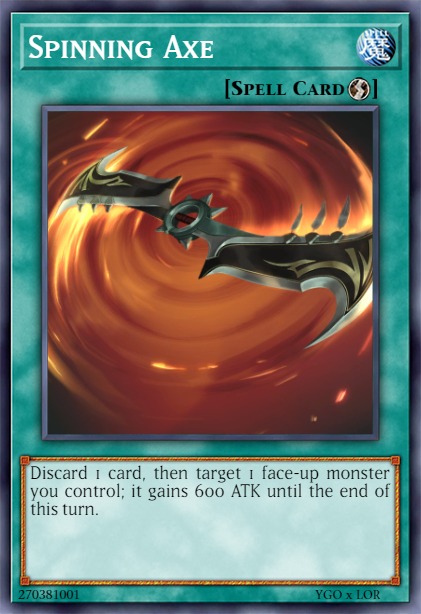 Spinning Axe
魔
[Spell Card]
Discard 1 card, then target 1 face-up monster
you control; it gains 600 ATK until the end of
this turn.
270381001 YGO x LOR